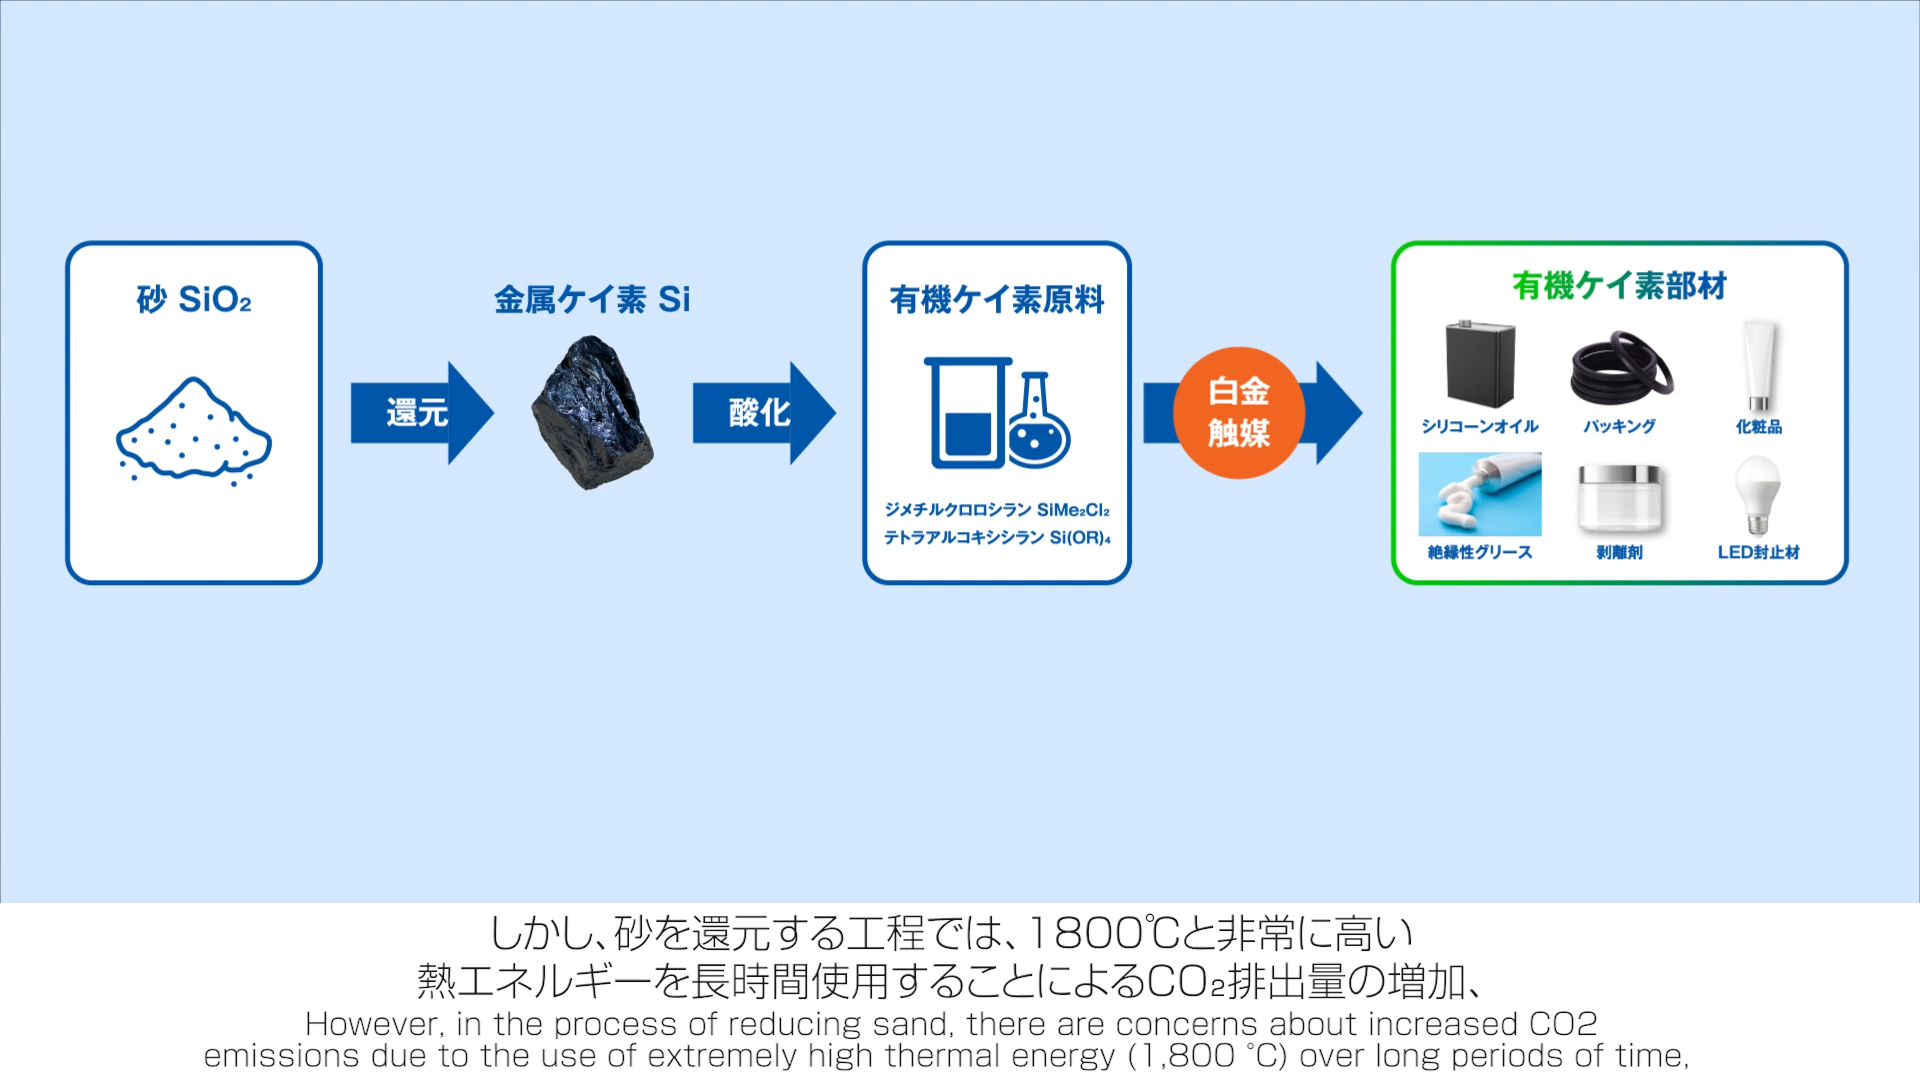 砂 SiO₂
還元
金属ケイ素 Si
酸化
有機ケイ素原料
ジメチルクロロシラン SiMe₂Cl₂
テトラアルコキシシラン Si(OR)₄
白金
触媒
有機ケイ素部材
シリコーンオイル
パッキング
化粧品
絶縁性グリース
剥離剤
LED封止材
しかし、砂を還元する工程では、1800℃と非常に高い
熱エネルギーを長時間使用することによるCO₂排出量の増加、
However, in the process of reducing sand, there are concerns about increased CO2
emissions due to the use of extremely high thermal energy (1,800 °C) over long periods of time,